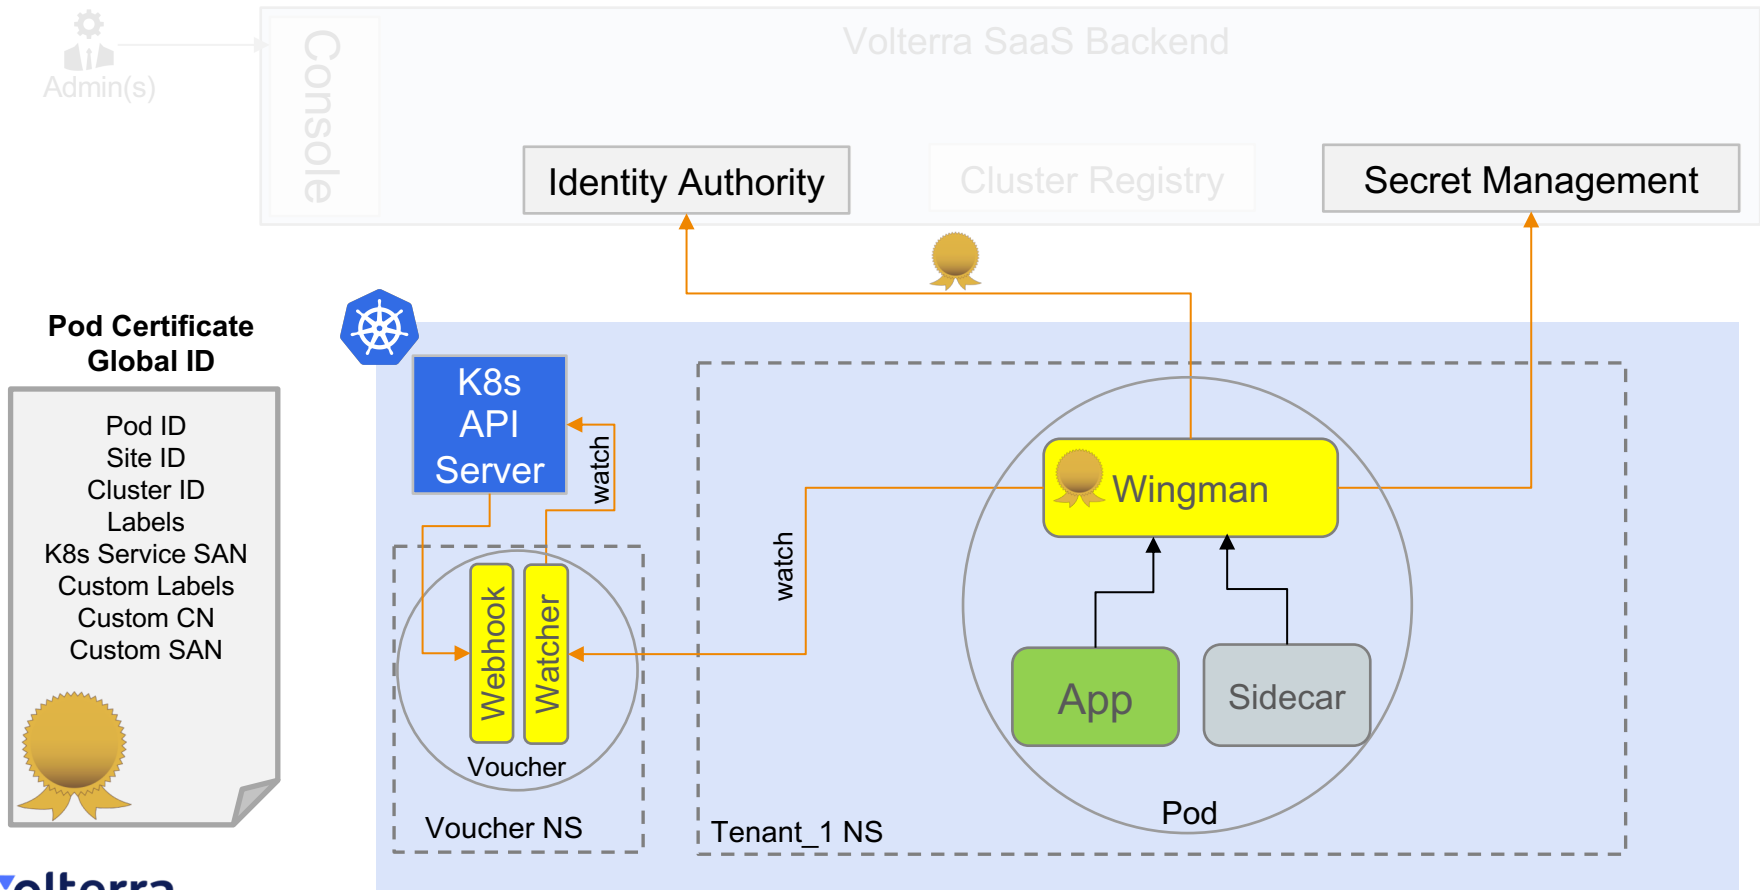 Volterra SaaS Backend
Console
Admin(s)
Identity Authority
Cluster Registry
Secret Management
Pod Certificate
Global ID
Pod ID
Site ID
Cluster ID
Labels
K8s Service SAN
Custom Labels
Custom CN
Custom SAN
K8s
API
Server
watch
Webhook
Watcher
Voucher
Voucher NS
watch
Wingman
App
Sidecar
Pod
Tenant_1 NS
Volterra